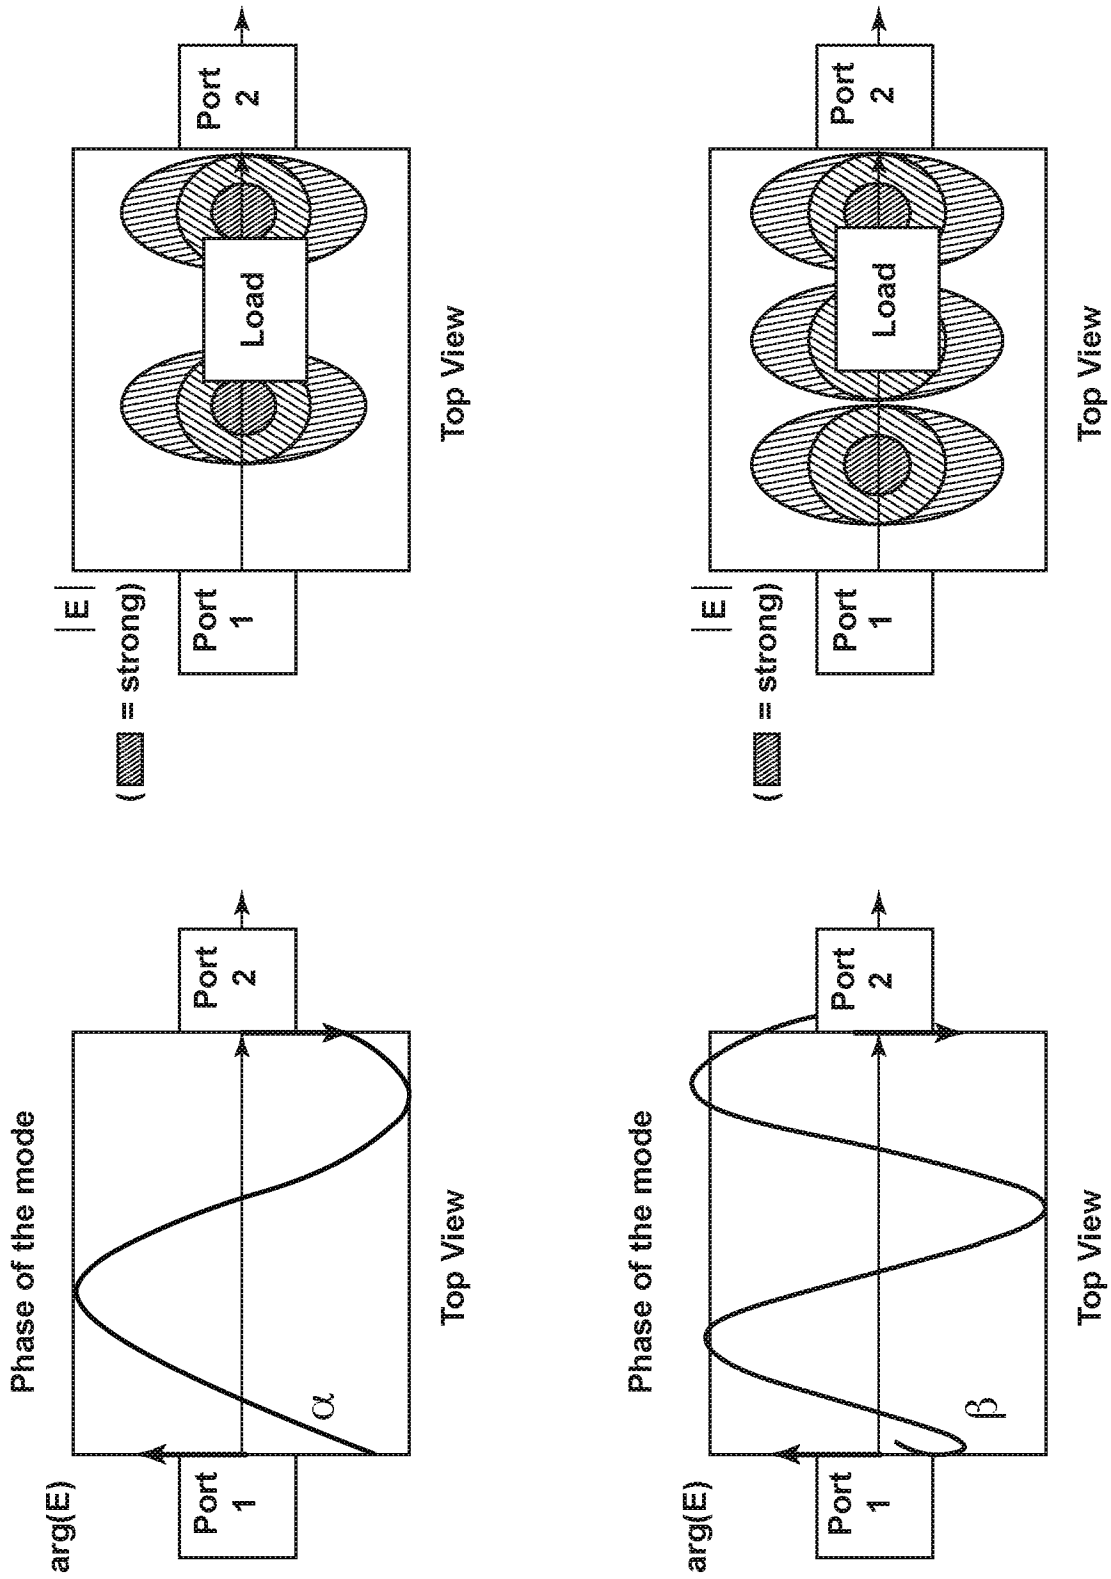 Phase of the mode
arg(E)
Port
1
α
Port
2
Top View
|E|
( = strong)
Port
1
Load
Port
2
Top View
Phase of the mode
arg(E)
Port
1
β
Port
2
Top View
|E|
( = strong)
Port
1
Load
Port
2
Top View